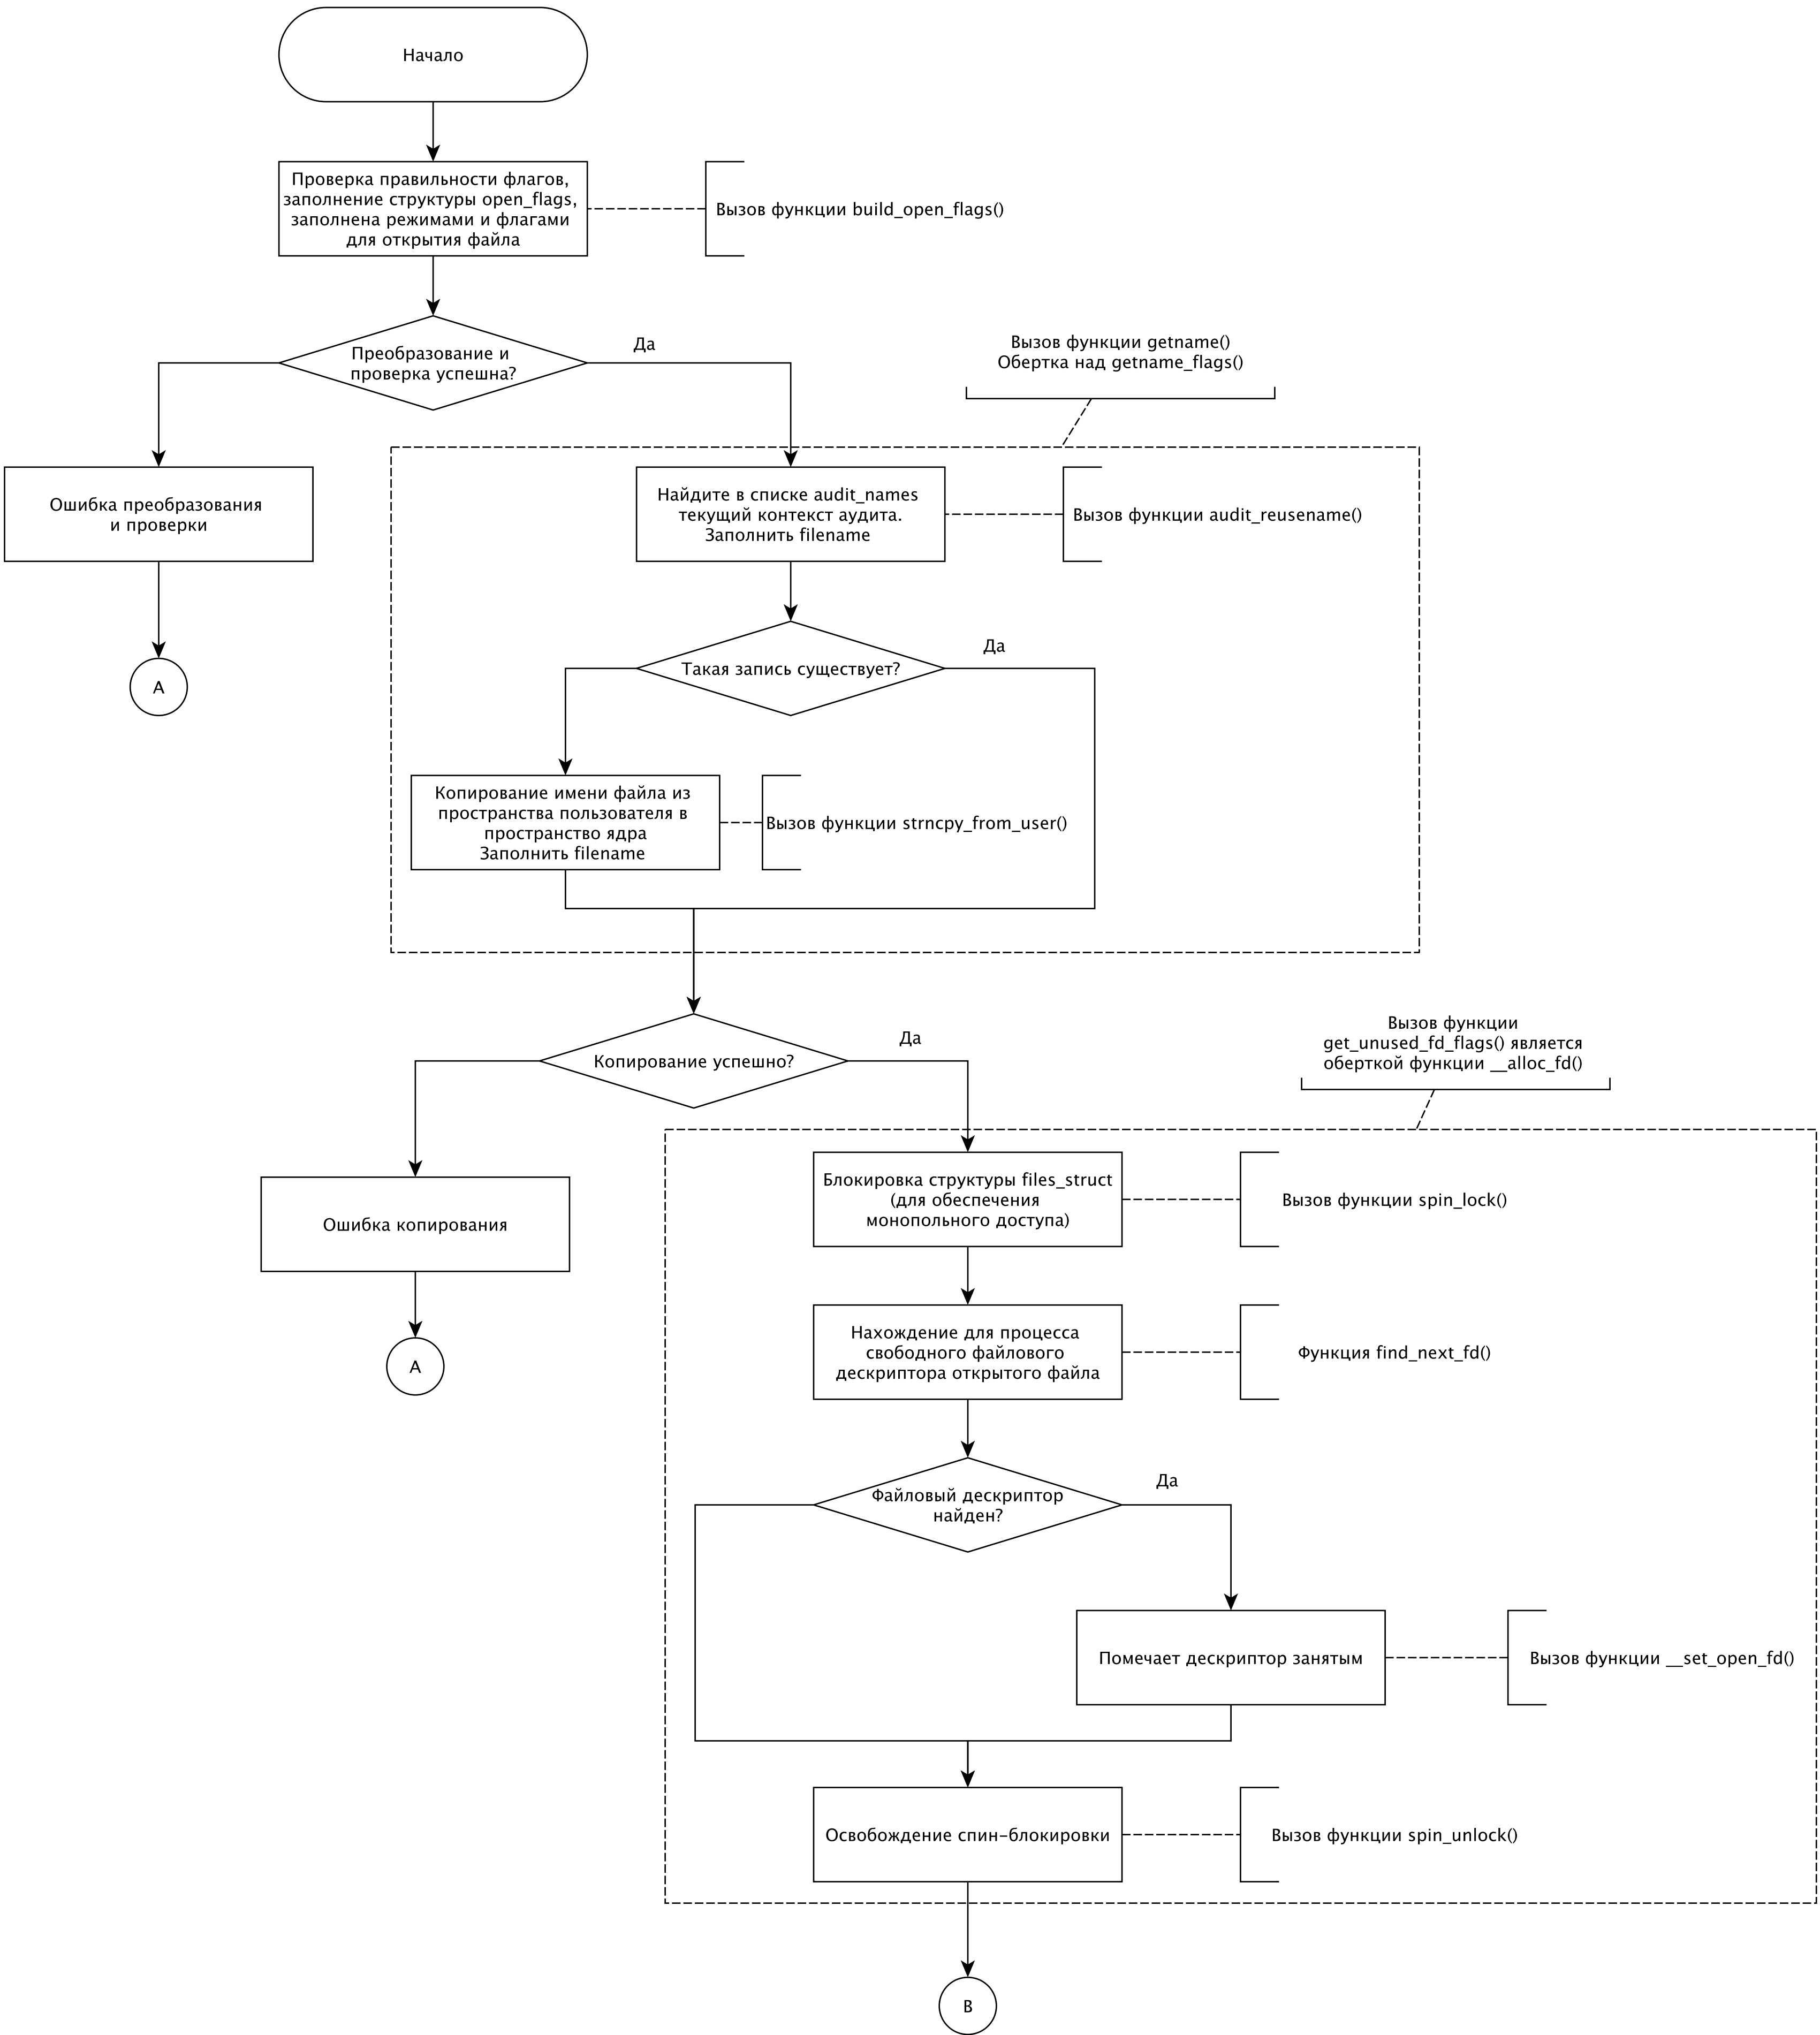 Начало
Проверка правильности флагов,
заполнение структуры open_flags,
заполнена режимами и флагами
для открытия файла
Вызов функции build_open_flags()
Преобразование и
проверка успешна?
Да
Вызов функции getname()
Обертка над getname_flags()
Ошибка преобразования
и проверки
Найдите в списке audit_names
текущий контекст аудита.
Заполнить filename
Вызов функции audit_reusename()
A
Такая запись существует?
Да
Копирование имени файла из
пространства пользователя в
пространство ядра
Заполнить filename
Вызов функции strncpy_from_user()
Копирование успешно?
Да
Вызов функции
get_unused_fd_flags() является
оберткой функции __alloc_fd()
Ошибка копирования
Блокировка структуры files_struct
(для обеспечения
монопольного доступа)
Вызов функции spin_lock()
A
Нахождение для процесса
свободного файлового
дескриптора открытого файла
Функция find_next_fd()
Файловый дескриптор
найден?
Да
Помечает дескриптор занятым
Вызов функции __set_open_fd()
Освобождение спин-блокировки
Вызов функции spin_unlock()
B